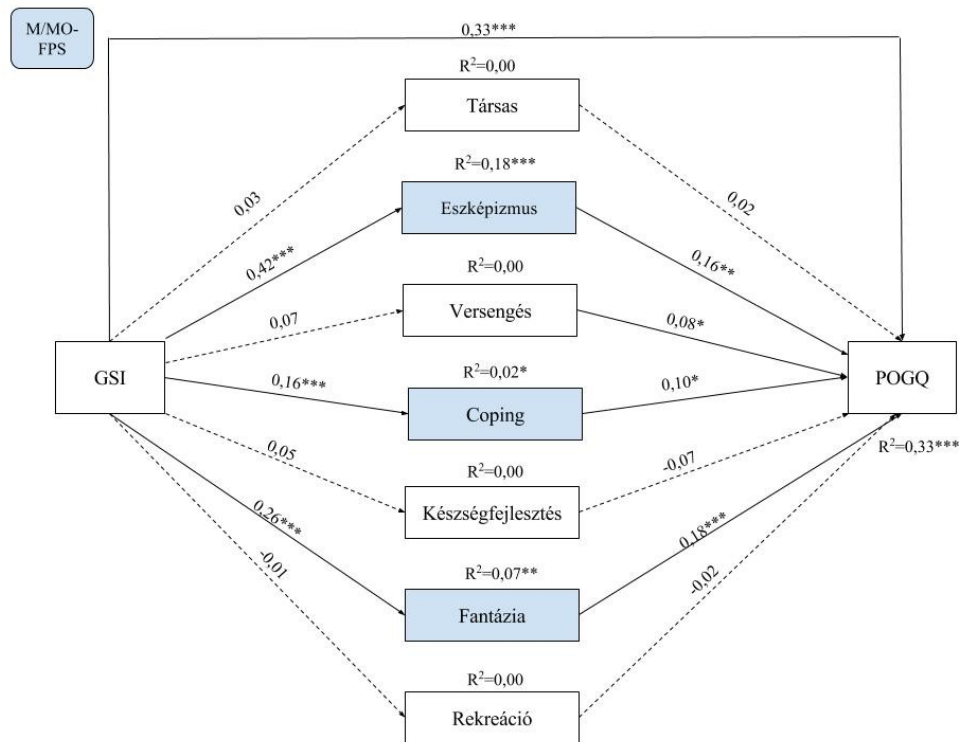 M/MO-
FPS
0,33***
R²=0,00
Társas
R²=0,18***
0,03
Eszképizmus
0,02
0,42***
R²=0,00
0,16**
Versengés
0,07
0,08*
GSI
R²=0,02*
POGQ
0,16***
0,10*
Coping
0,05
R²=0,00
-0,07
R²=0,33***
Készségfejlesztés
0,26***
0,18***
-0,01
R²=0,07**
-0,02
Fantázia
R²=0,00
Rekreáció